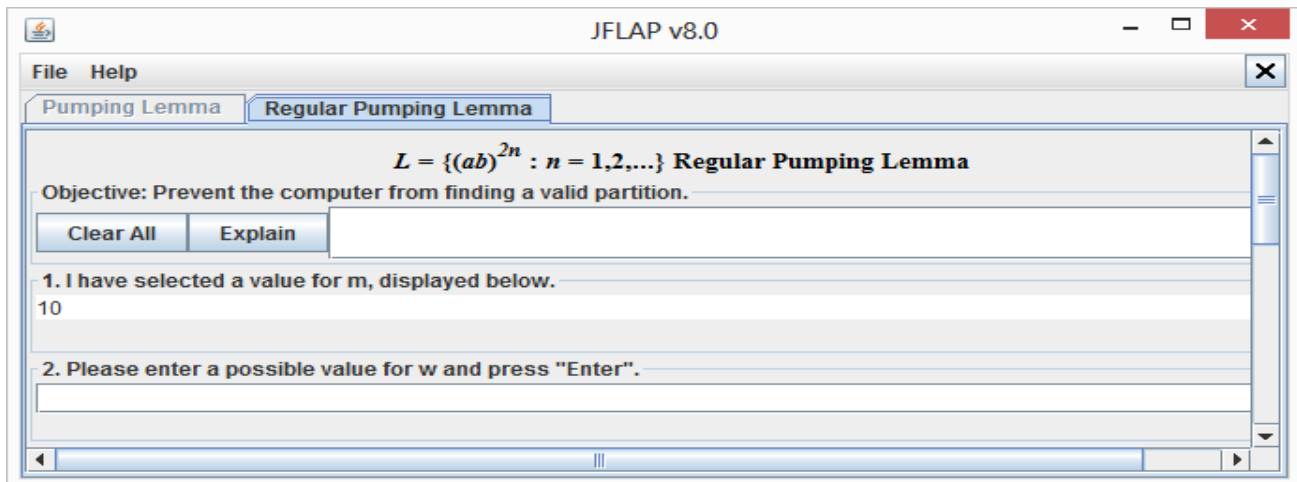 JFLAP v8.0
File Help
Pumping Lemma Regular Pumping Lemma
L = {(ab)^{2n} : n = 1,2,...} Regular Pumping Lemma
Objective: Prevent the computer from finding a valid partition.
Clear All Explain
1. I have selected a value for m, displayed below.
10
2. Please enter a possible value for w and press "Enter".